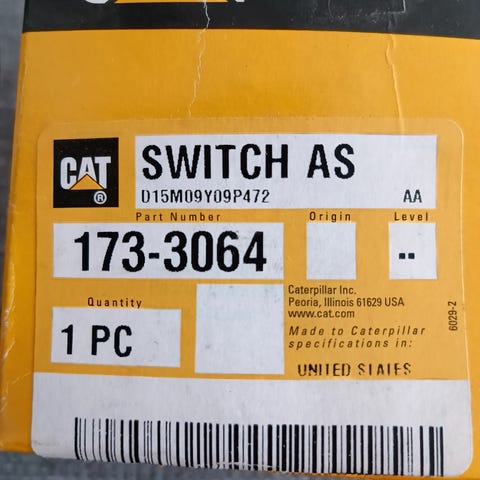 CAT
®
SWITCH AS
D15M09Y09P472 AA
Part Number Origin Level
173-3064 --
Quantity
1 PC
Caterpillar Inc.
Peoria, Illinois 61629 USA
www.cat.com
Made to Caterpillar
specifications in:
UNITED STATES
6029-2